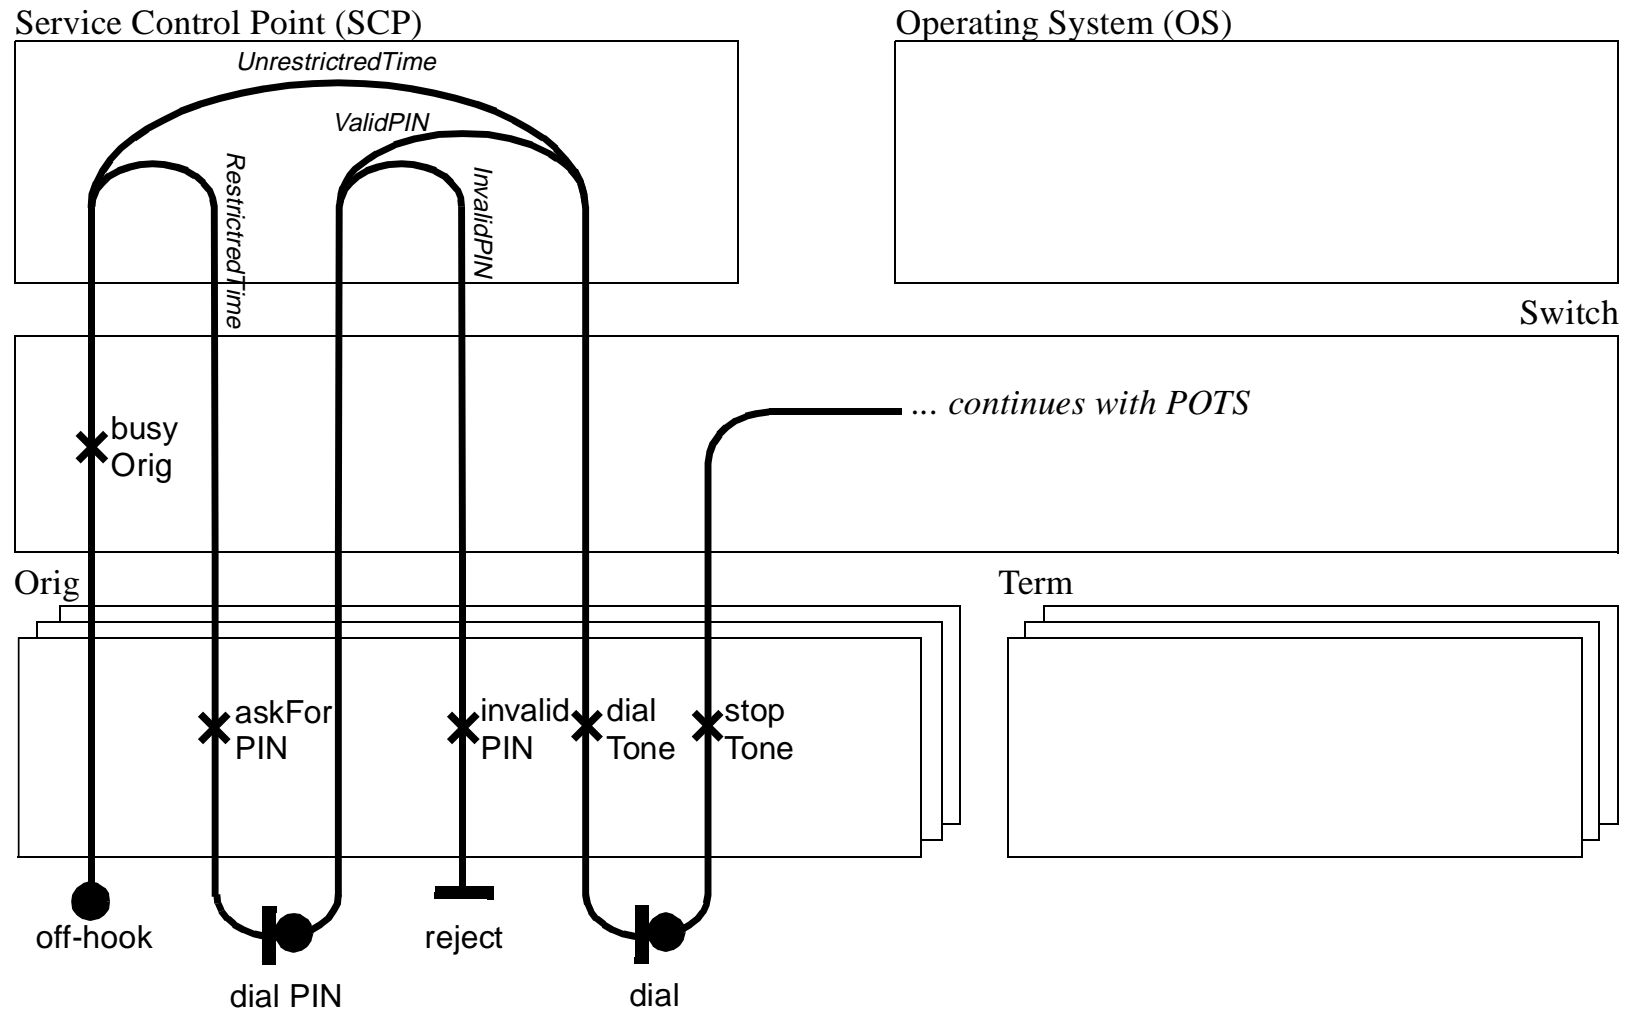 Service Control Point (SCP)
Operating System (OS)
UnrestrictredTime
ValidPIN
RestrictredTime
InvalidPIN
Switch
... continues with POTS
busy
Orig
Orig
Term
askFor
PIN
invalid
PIN
dial
Tone
stop
Tone
off-hook
reject
dial PIN
dial